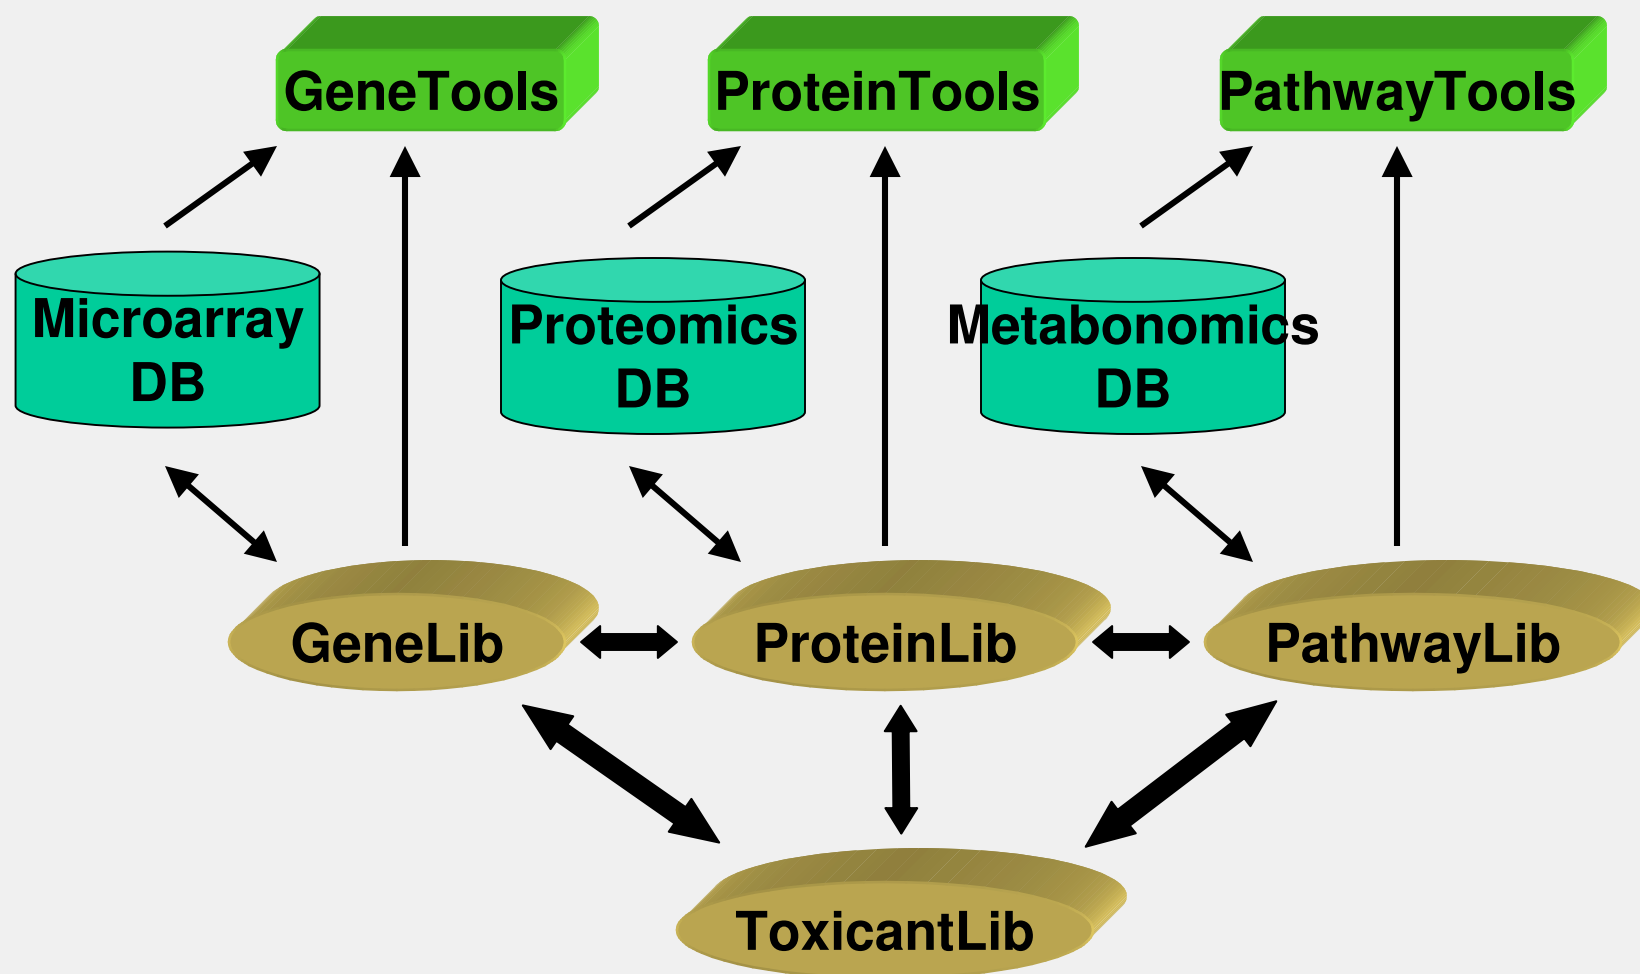 GeneTools
ProteinTools
PathwayTools
Microarray
DB
Proteomics
DB
Metabonomics
DB
GeneLib
ProteinLib
PathwayLib
ToxicantLib